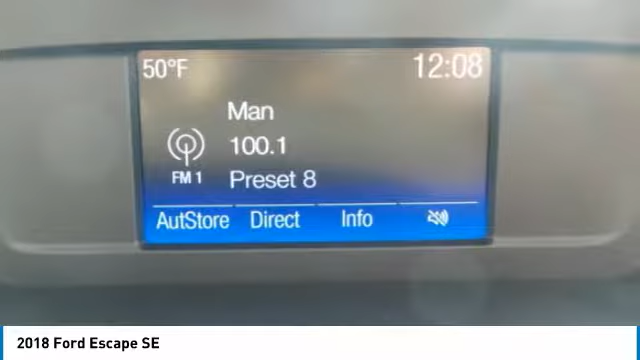 50°F 12:08
Man
100.1
FM 1 Preset 8
AutStore Direct Info
2018 Ford Escape SE